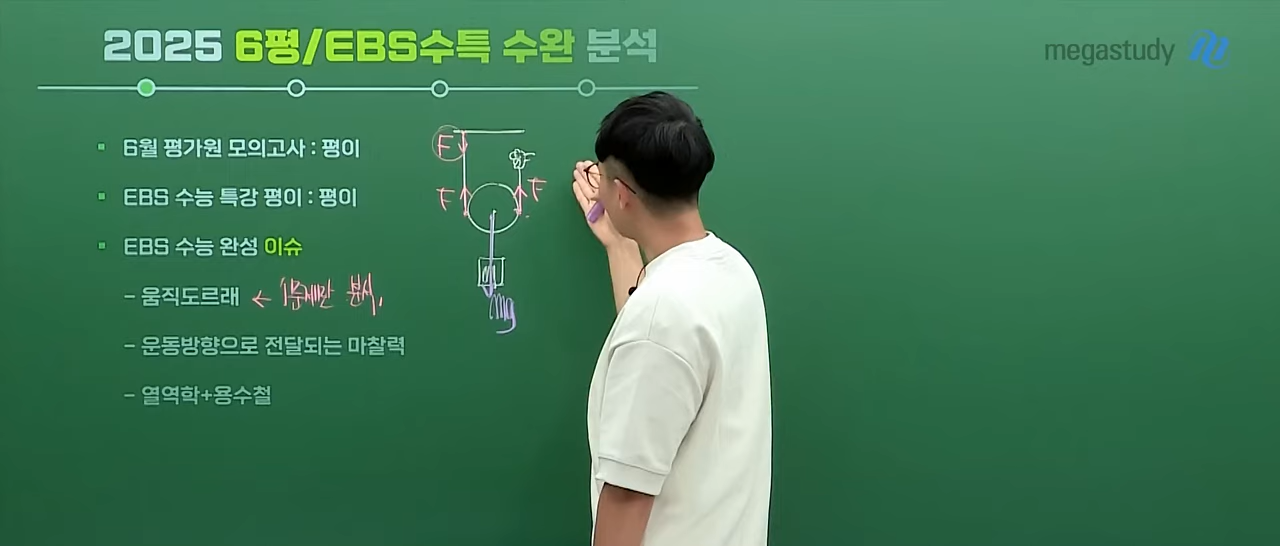 2025 6평/EBS수특 수완 분석
megastudy
6월 평가원 모의고사 : 평이
EBS 수능 특강 평이 : 평이
EBS 수능 완성 이슈
- 움직도르래 ← 1문제만 분석.
- 운동방향으로 전달되는 마찰력
- 열역학+용수철
F
F
F
F
m
mg